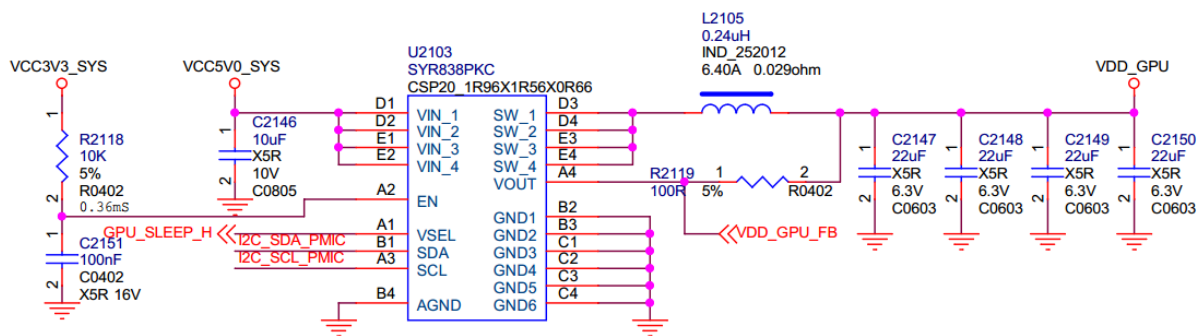 VCC3V3_SYS
1
R2118
10K
5%
R0402
0.36mS
2
C2151
100nF
C0402
X5R 16V
1
2
VCC5V0_SYS
C2146
10uF
X5R
10V
C0805
1
2
GPU_SLEEP_H
I2C_SDA_PMIC
I2C_SCL_PMIC
U2103
SYR838PKC
CSP20_1R96X1R56X0R66
D1 VIN_1 SW_1 D3
D2 VIN_2 SW_2 D4
E1 VIN_3 SW_3 E3
E2 VIN_4 SW_4 E4
VOUT A4
A2 EN
GND1 B2
A1 VSEL GND2 B3
B1 SDA GND3 C1
A3 SCL GND4 C2
GND5 C3
B4 AGND GND6 C4
L2105
0.24uH
IND_252012
6.40A 0.029ohm
1 2
R2119 1 2
100R 5% R0402
VDD_GPU_FB
VDD_GPU
1
C2147
22uF
X5R
6.3V
C0603
1
2
C2148
22uF
X5R
6.3V
C0603
1
2
C2149
22uF
X5R
6.3V
C0603
1
2
C2150
22uF
X5R
6.3V
C0603
1
2